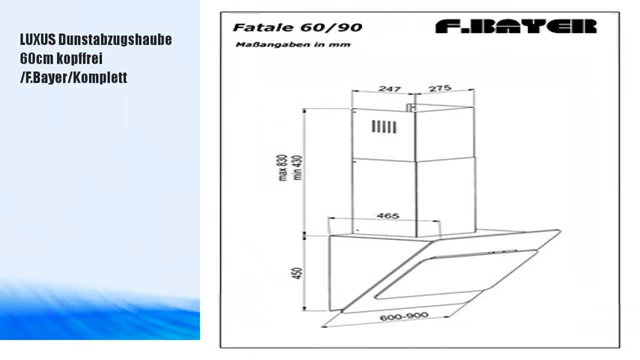 LUXUS Dunstabzugshaube
60cm kopffrei
/F.Bayer/Komplett
Fatale 60/90
F.BAYER
Maßangaben in mm
247
275
max 830
min 430
465
450
600-900